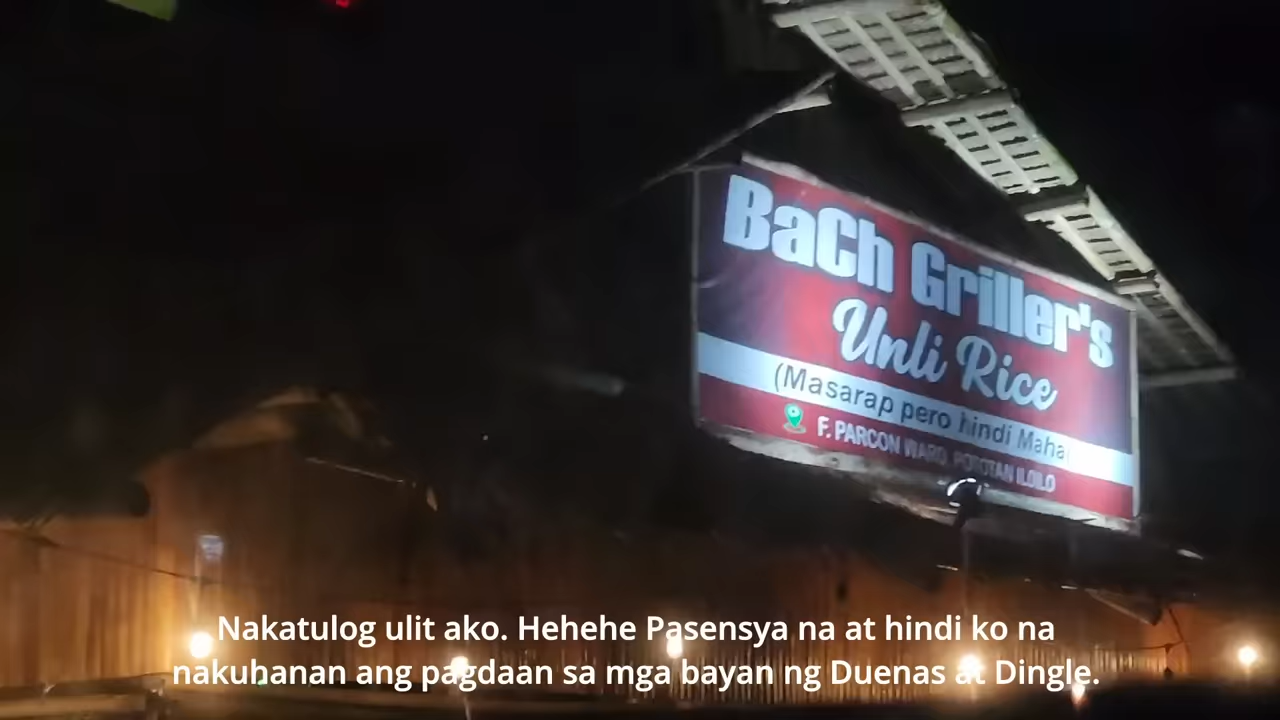 BaCh Griller's
Unli Rice
(Masarap pero hindi Maha
F. PARCON WARD, POTOTAN ILOILO
Nakatulog ulit ako. Hehehe Pasensya na at hindi ko na
nakuhanan ang pagdaan sa mga bayan ng Duenas at Dingle.